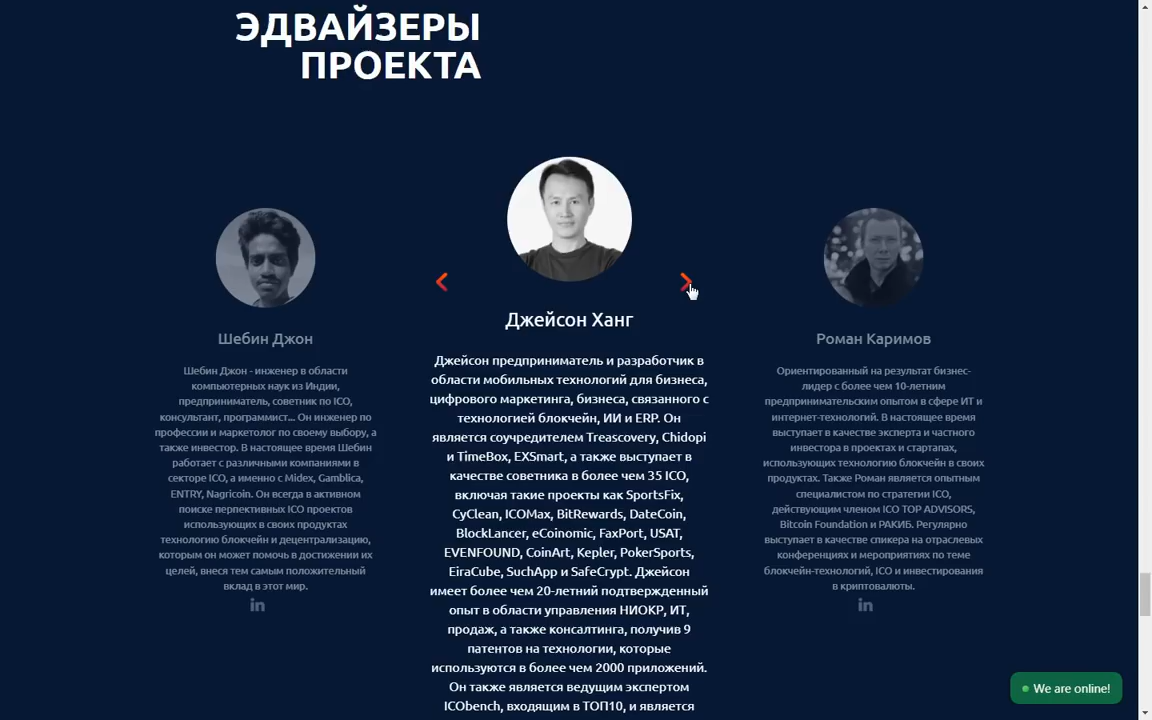 ЭДВАЙЗЕРЫ
ПРОЕКТА
Шебин Джон
Шебин Джон - инженер в области
компьютерных наук из Индии,
предприниматель, советник по ICO,
консультант, программист... Он инженер по
профессии и маркетолог по своему выбору, а
также инвестор. В настоящее время Шебин
работает с различными компаниями в
секторе ICO, а именно с Midex, Gamblica,
ENTRY, Nagricoin. Он всегда в активном
поиске перпективных ICO проектов
использующих в своих продуктах
технологию блокчейн и децентрализацию,
которым он может помочь в достижении их
целей, внеся тем самым положительный
вклад в этот мир.
in
Джейсон Ханг
Джейсон предприниматель и разработчик в
области мобильных технологий для бизнеса,
цифрового маркетинга, бизнеса, связанного с
технологией блокчейн, ИИ и ERP. Он
является соучредителем Treascovery, Chidopi
и TimeBox, EXSmart, а также выступает в
качестве советника в более чем 35 ICO,
включая такие проекты как SportsFix,
CyClean, ICOMax, BitRewards, DateCoin,
BlockLancer, eCoinomic, FaxPort, USAT,
EVENFOUND, CoinArt, Kepler, PokerSports,
EiraCube, SuchApp и SafeCrypt. Джейсон
имеет более чем 20-летний подтвержденный
опыт в области управления НИОКР, ИТ,
продаж, а также консалтинга, получив 9
патентов на технологии, которые
используются в более чем 2000 приложений.
Он также является ведущим экспертом
ICObench, входящим в ТОП10, и является
Роман Каримов
Ориентированный на результат бизнес-
лидер с более чем 10-летним
предпринимательским опытом в сфере ИТ и
интернет-технологий. В настоящее время
выступает в качестве эксперта и частного
инвестора в проектах и стартапах,
использующих технологию блокчейн в своих
продуктах. Также Роман является опытным
специалистом по стратегии ICO,
действующим членом ICO TOP ADVISORS,
Bitcoin Foundation и РАКИБ. Регулярно
выступает в качестве спикера на отраслевых
конференциях и мероприятиях по теме
блокчейн-технологий, ICO и инвестирования
в криптовалюты.
in
We are online!